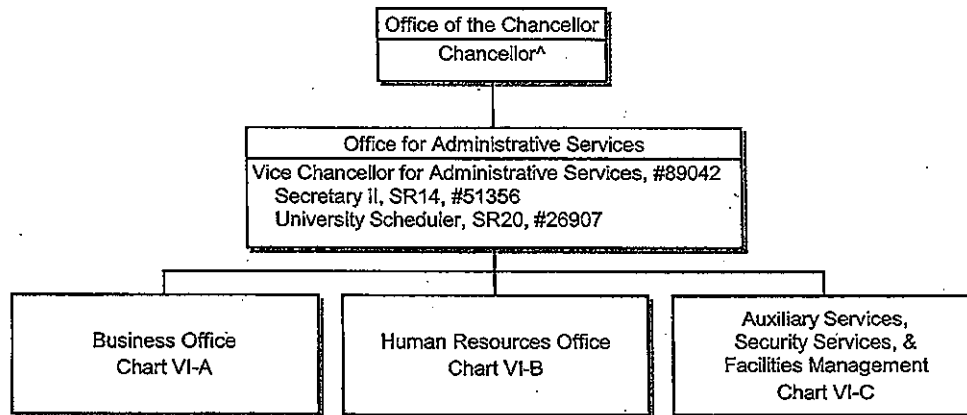 Office of the Chancellor
Chancellor^
Office for Administrative Services
Vice Chancellor for Administrative Services, #89042
Secretary II, SR14, #51356
University Scheduler, SR20, #26907
Business Office
Chart VI-A
Human Resources Office
Chart VI-B
Auxiliary Services,
Security Services, &
Facilities Management
Chart VI-C